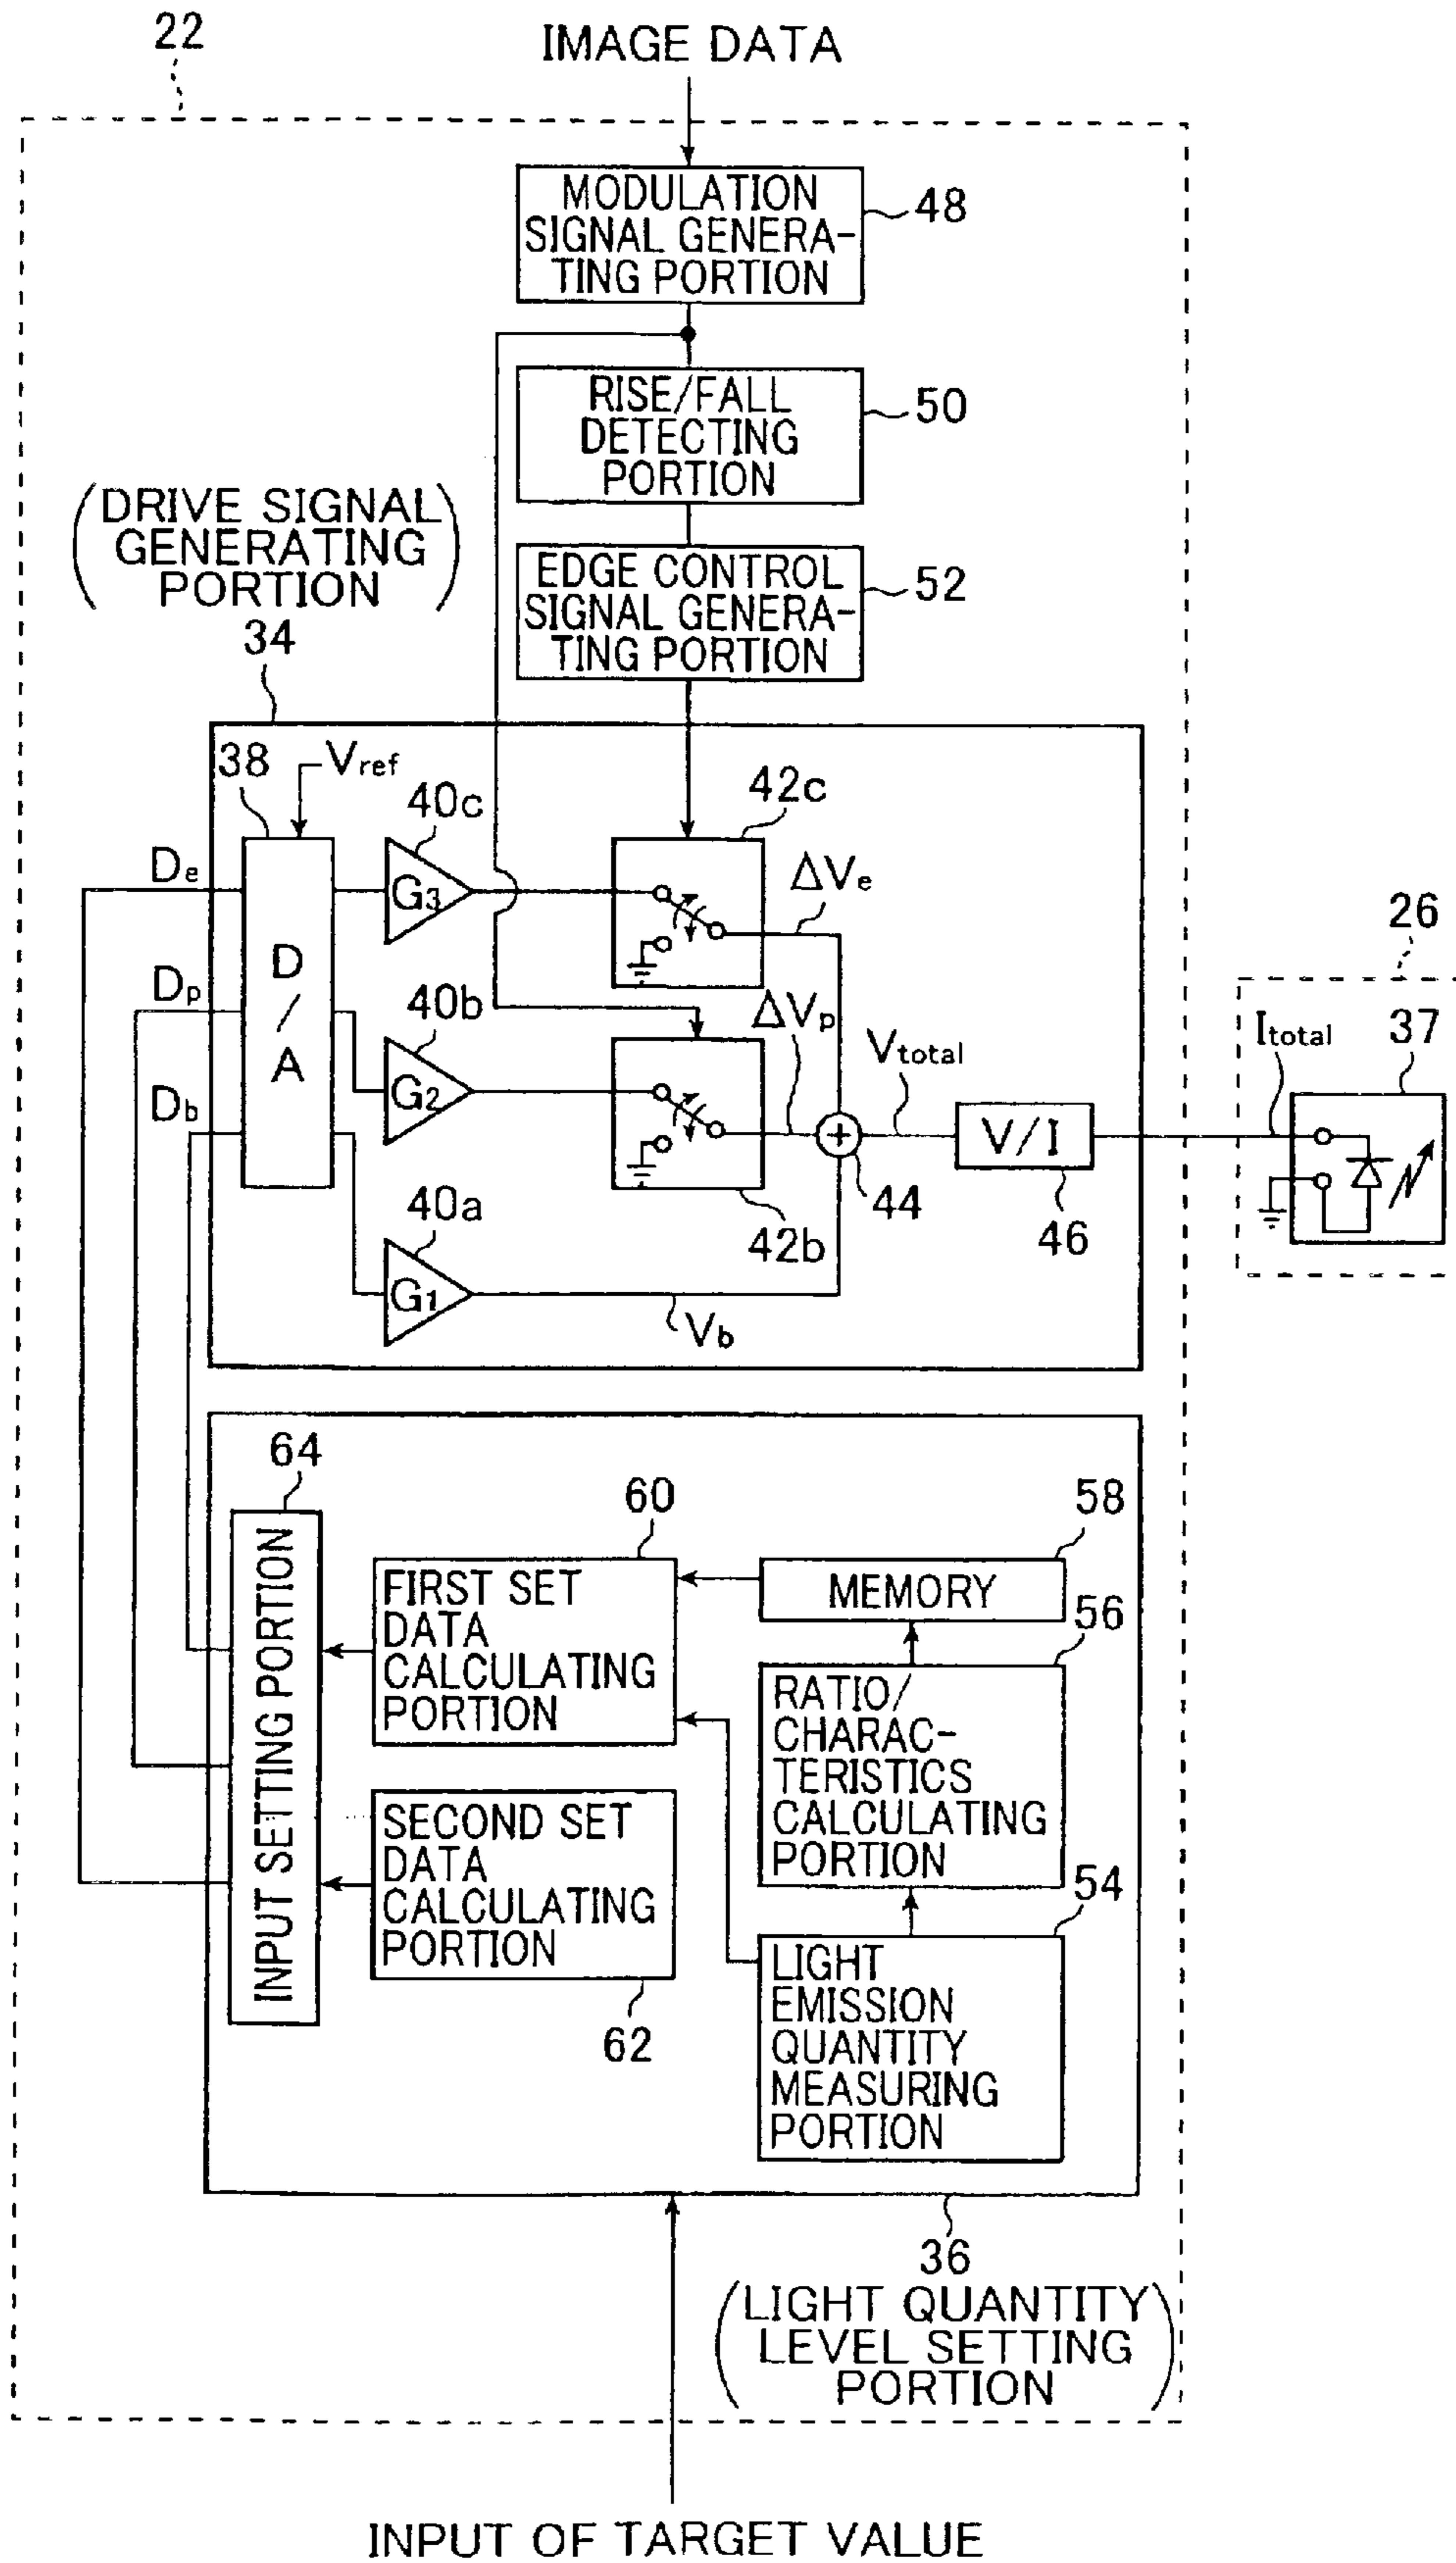 22
IMAGE DATA
MODULATION
SIGNAL GENERA-
TING PORTION
48
RISE/FALL
DETECTING
PORTION
50
(DRIVE SIGNAL
GENERATING
PORTION)
34
EDGE CONTROL
SIGNAL GENERA-
TING PORTION
52
38
Vref
40c
42c
De
G3
ΔVe
D/A
Dp
40b
ΔVp
Vtotal
26
Itotal
37
Db
G2
V/I
44
46
40a
42b
G1
Vb
64
60
58
INPUT SETTING PORTION
FIRST SET
DATA
CALCULATING
PORTION
MEMORY
56
RATIO/
CHARAC-
TERISTICS
CALCULATING
PORTION
SECOND SET
DATA
CALCULATING
PORTION
62
54
LIGHT
EMISSION
QUANTITY
MEASURING
PORTION
36
(LIGHT QUANTITY
LEVEL SETTING
PORTION)
INPUT OF TARGET VALUE